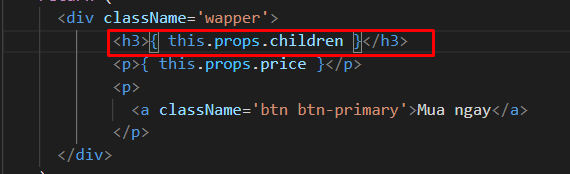 <div className='wapper'>
<h3>{ this.props.children }</h3>
<p>{ this.props.price }</p>
<p>
<a className='btn btn-primary'>Mua ngay</a>
</p>
</div>